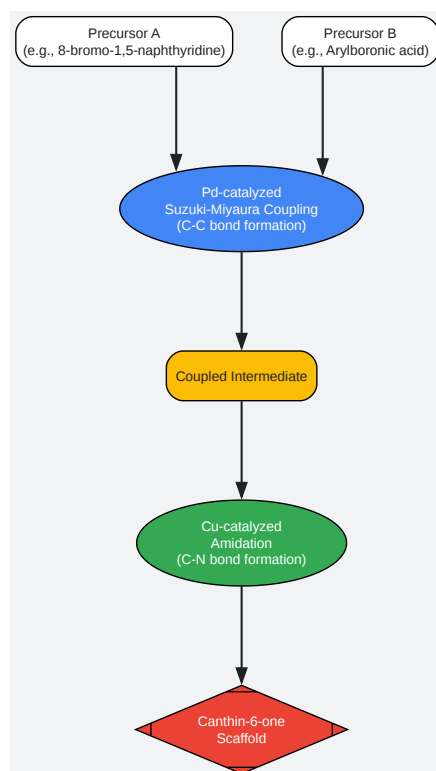 Precursor A
(e.g., 8-bromo-1,5-naphthyridine)
Precursor B
(e.g., Arylboronic acid)
Pd-catalyzed
Suzuki-Miyaura Coupling
(C-C bond formation)
Coupled Intermediate
Cu-catalyzed
Amidation
(C-N bond formation)
Canthin-6-one
Scaffold